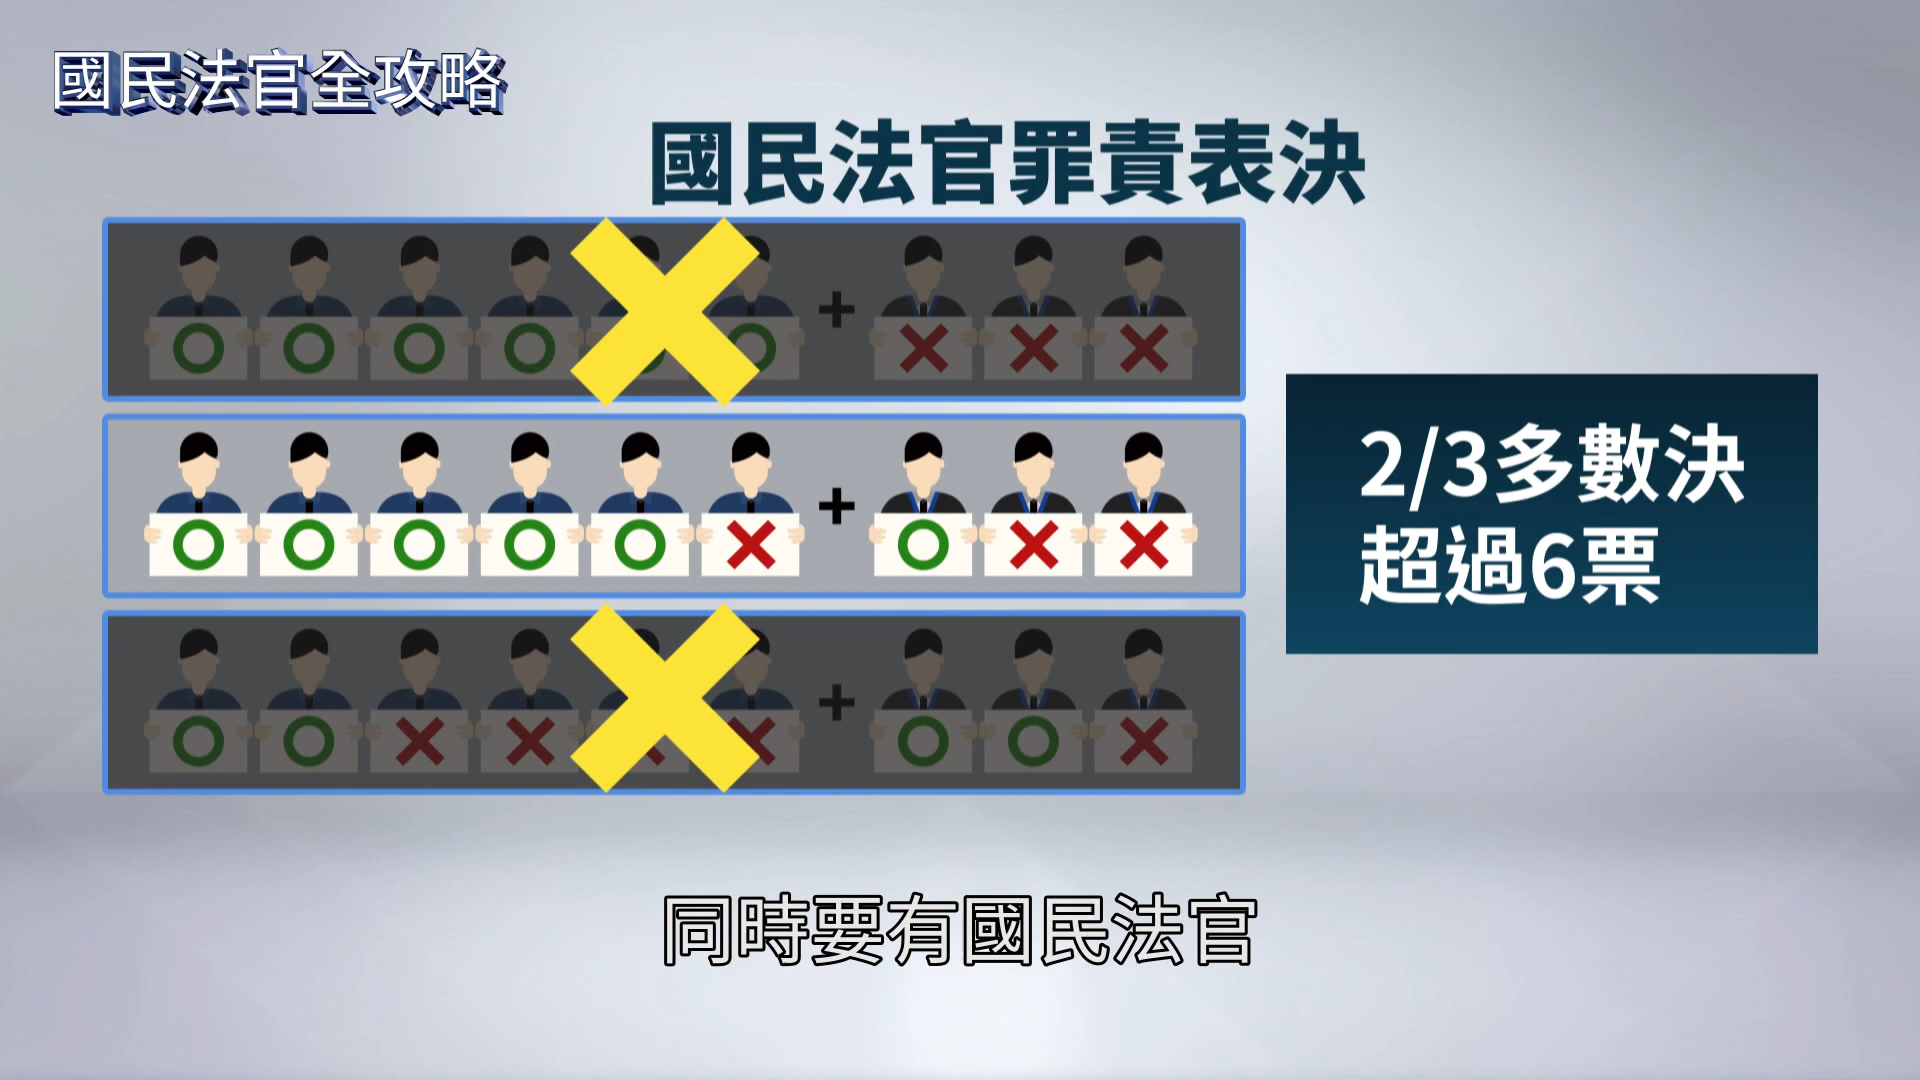 國民法官全攻略
國民法官罪責表決
+
+
+
2/3多數決
超過6票
同時要有國民法官